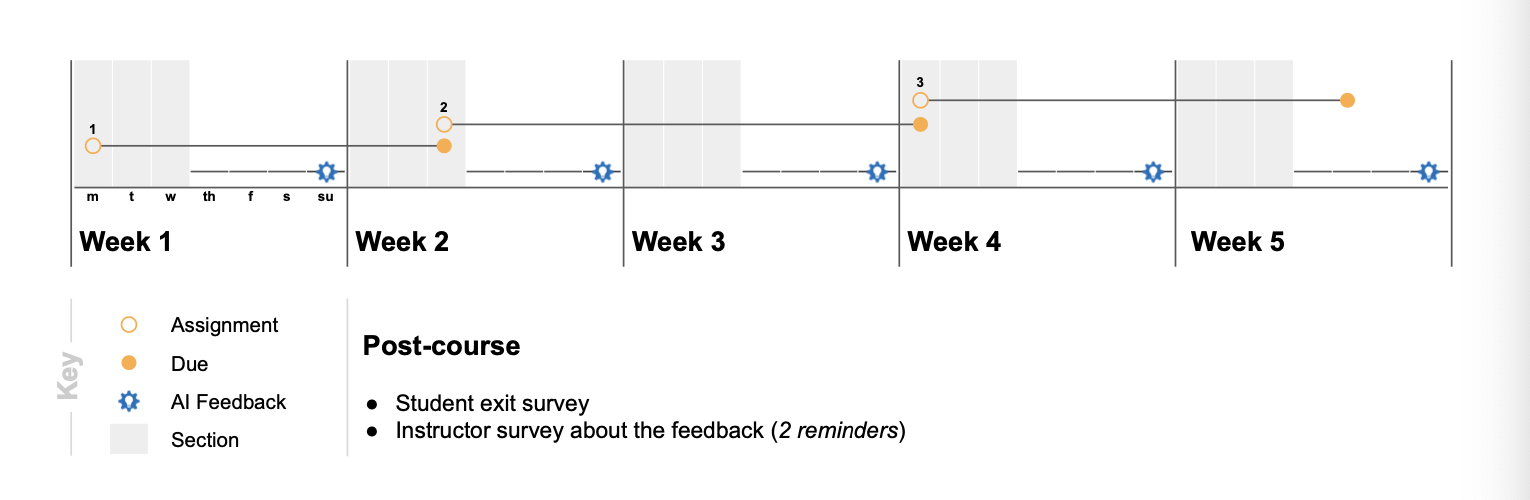 3
2
1
m t w th f s su
Week 1 Week 2 Week 3 Week 4 Week 5
Key
Assignment
Due
AI Feedback
Section
Post-course
● Student exit survey
● Instructor survey about the feedback (2 reminders)